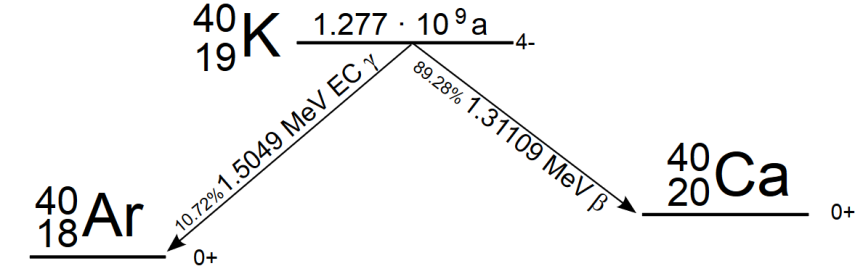 40
19K 1.277 · 10 9 a 4-
10.72% 1.5049 MeV EC γ
89.28% 1.31109 MeV β
40
20Ca 0+
40
18Ar 0+